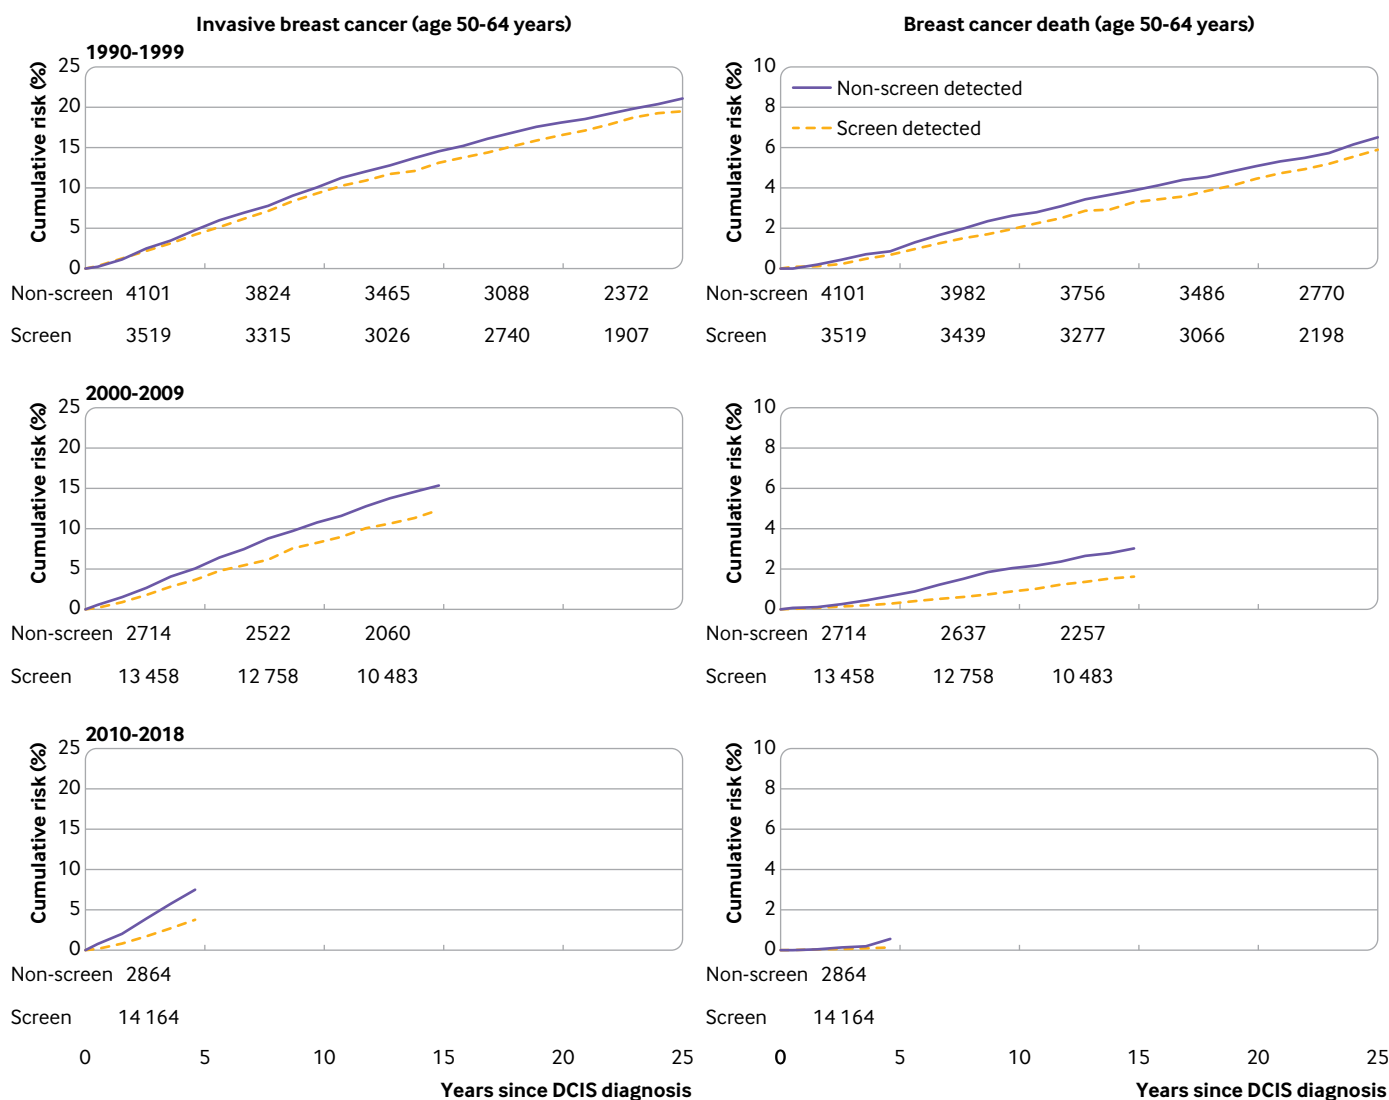 Invasive breast cancer (age 50-64 years)
Breast cancer death (age 50-64 years)
1990-1999
Cumulative risk (%)
25
20
15
10
5
0
Non-screen 4101 3824 3465 3088 2372
Screen 3519 3315 3026 2740 1907
Cumulative risk (%)
10
8
6
4
2
0
Non-screen detected
Screen detected
Non-screen 4101 3982 3756 3486 2770
Screen 3519 3439 3277 3066 2198
2000-2009
Cumulative risk (%)
25
20
15
10
5
0
Non-screen 2714 2522 2060
Screen 13 458 12 758 10 483
Cumulative risk (%)
10
8
6
4
2
0
Non-screen 2714 2637 2257
Screen 13 458 12 758 10 483
2010-2018
Cumulative risk (%)
25
20
15
10
5
0
Non-screen 2864
Screen 14 164
0 5 10 15 20 25
Years since DCIS diagnosis
Cumulative risk (%)
10
8
6
4
2
0
Non-screen 2864
Screen 14 164
0 5 10 15 20 25
Years since DCIS diagnosis